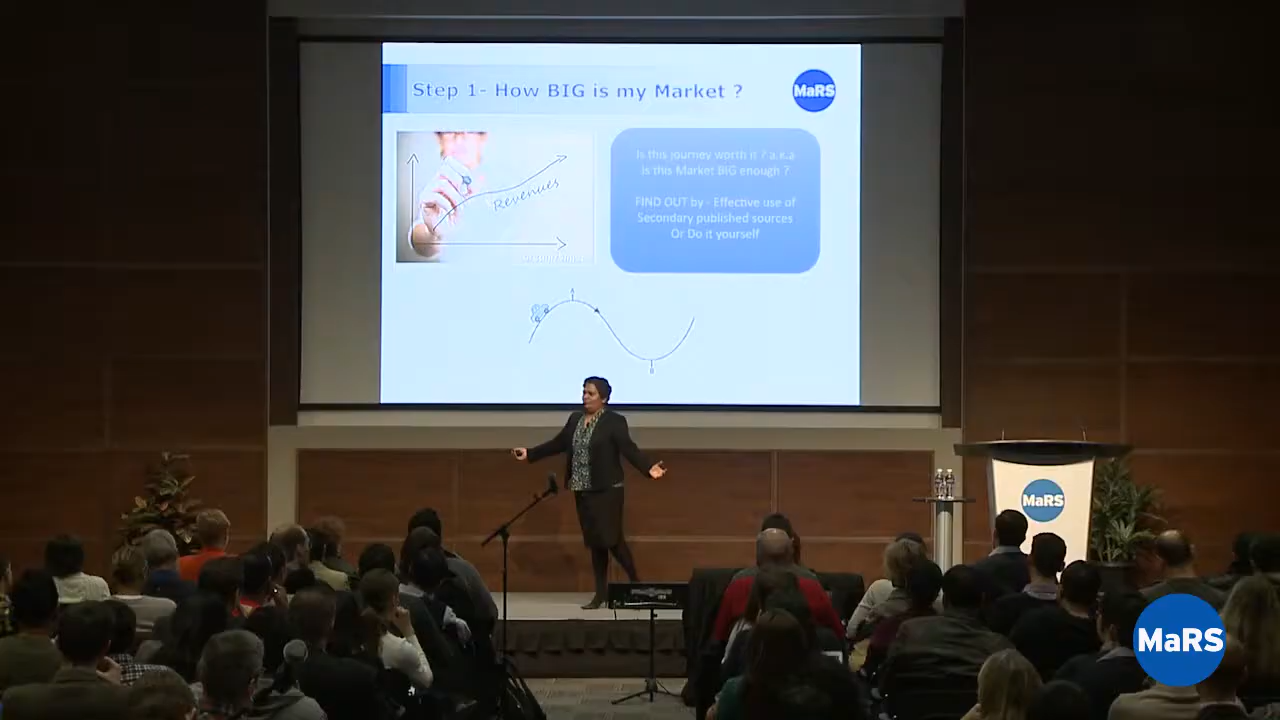 Step 1- How BIG is my Market ?
MaRS
Is this journey worth it ? a.k.a
Is this Market BIG enough ?
FIND OUT by - Effective use of
Secondary published sources
Or Do it yourself
Revenues
A
B
MaRS
MaRS